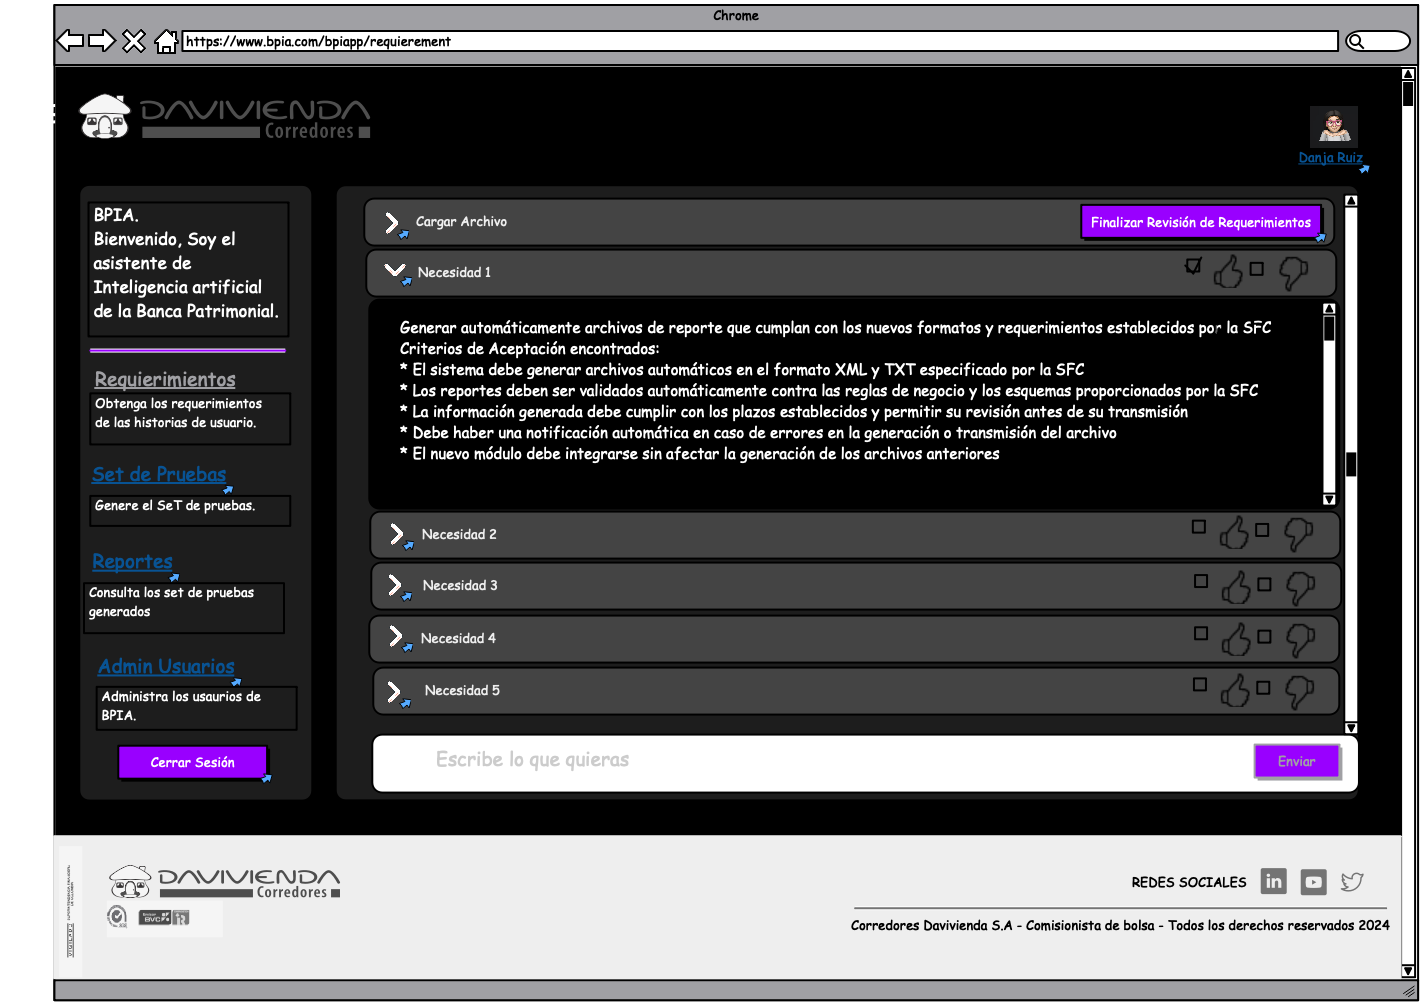 Chrome
https://www.bpia.com/bpiapp/requierement
DAVIVIENDA
Corredores
Danja Ruiz
BPIA.
Bienvenido, Soy el
asistente de
Inteligencia artificial
de la Banca Patrimonial.
Requierimientos
Obtenga los requerimientos
de las historias de usuario.
Set de Pruebas
Genere el SeT de pruebas.
Reportes
Consulta los set de pruebas
generados
Admin Usuarios
Administra los usaurios de
BPIA.
Cerrar Sesión
Cargar Archivo
Finalizar Revisión de Requerimientos
Necesidad 1
Generar automáticamente archivos de reporte que cumplan con los nuevos formatos y requerimientos establecidos por la SFC
Criterios de Aceptación encontrados:
* El sistema debe generar archivos automáticos en el formato XML y TXT especificado por la SFC
* Los reportes deben ser validados automáticamente contra las reglas de negocio y los esquemas proporcionados por la SFC
* La información generada debe cumplir con los plazos establecidos y permitir su revisión antes de su transmisión
* Debe haber una notificación automática en caso de errores en la generación o transmisión del archivo
* El nuevo módulo debe integrarse sin afectar la generación de los archivos anteriores
Necesidad 2
Necesidad 3
Necesidad 4
Necesidad 5
Escribe lo que quieras
Enviar
VIGILADO
DAVIVIENDA
Corredores
BVC
IR
REDES SOCIALES
in
Corredores Davivienda S.A - Comisionista de bolsa - Todos los derechos reservados 2024